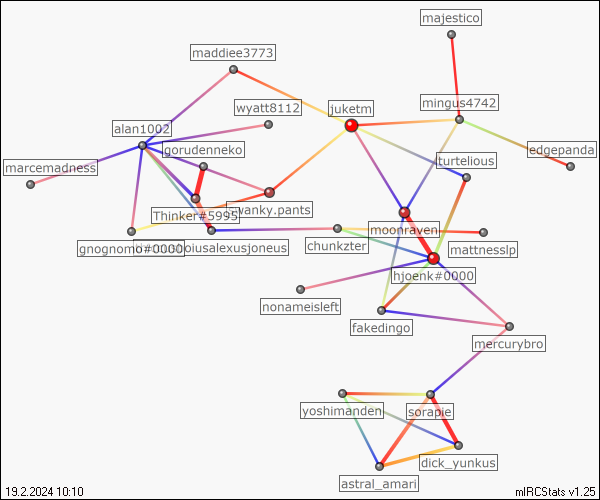 majestico
maddiee3773
wyatt8112
juketm
mingus4742
alan1002
gorudenneko
edgepanda
marcemadness
turtelious
Thinker#5995
swanky.pants
moonraven
gnognomo#0000
chunkzter
mattnesslp
hjoenk#0000
nonameisleft
fakedingo
mercurybro
yoshimanden
sorapie
dick_yunkus
astral_amari
19.2.2024 10:10
mIRCStats v1.25